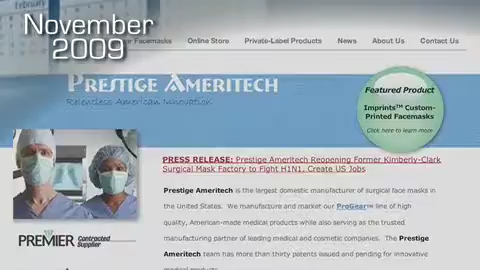 February
November
2009
Facemasks Online Store Private-Label Products News About Us Contact Us
PRESTIGE AMERITECH
Relentless American Innovation
Featured Product
Imprints™ Custom-
Printed Facemasks
Click here to learn more
PRESS RELEASE: Prestige Ameritech Reopening Former Kimberly-Clark
Surgical Mask Factory to Fight H1N1, Create US Jobs
Prestige Ameritech is the largest domestic manufacturer of surgical face masks in
the United States. We manufacture and market our ProGear™ line of high
quality, American-made medical products while also serving as the trusted
manufacturing partner of leading medical and cosmetic companies. The Prestige
Ameritech team has more than thirty patents issued and pending for innovative
medical products
PREMIER Contracted
Supplier